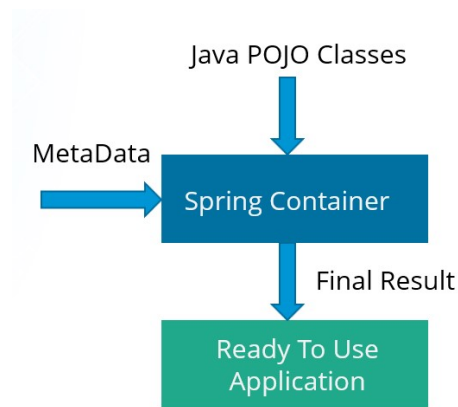 Java POJO Classes
MetaData
Spring Container
Final Result
Ready To Use
Application